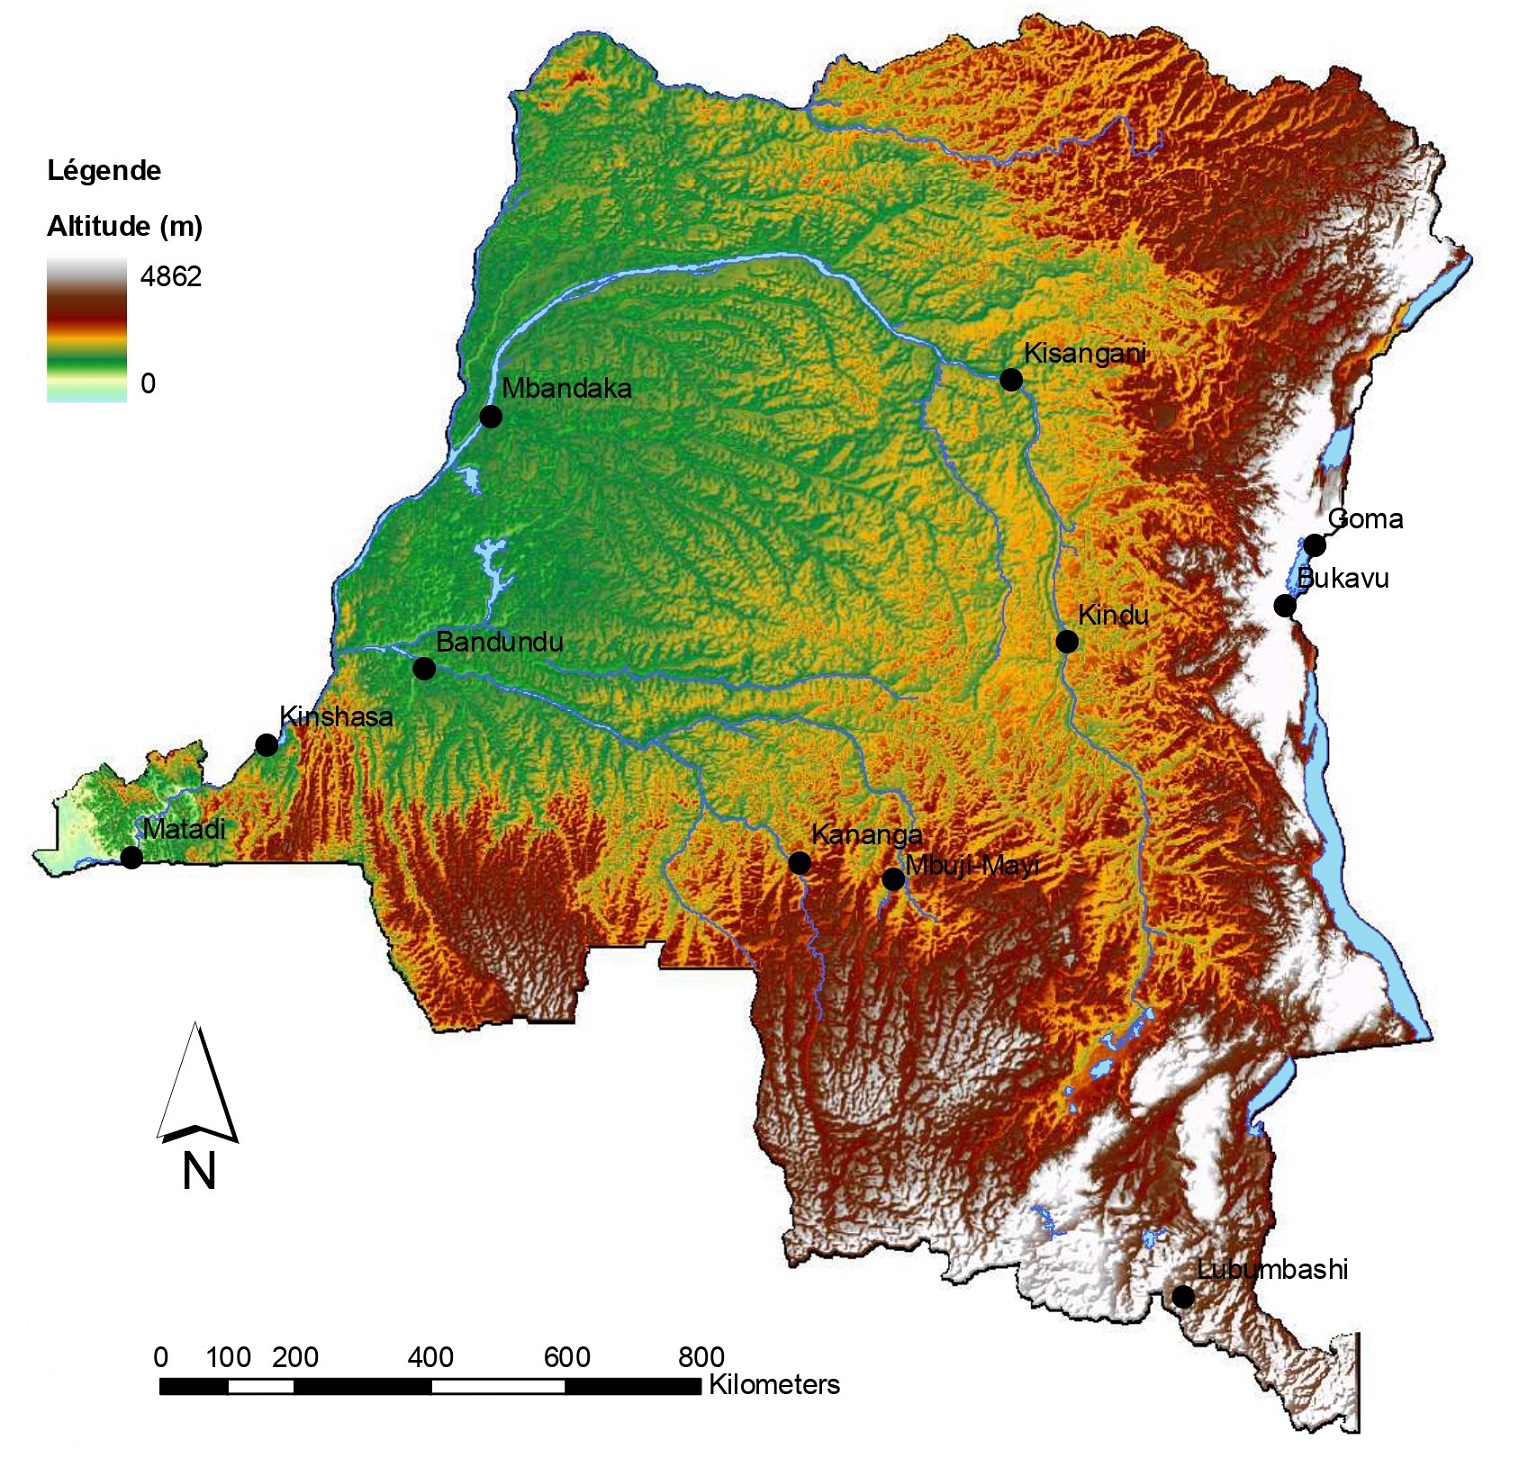 Légende
Altitude (m)
4862
0
Kisangani
Mbandaka
Goma
Bukavu
Kindu
Bandundu
Kinshasa
Matadi
Kananga
Mbuji-Mayi
N
Lubumbashi
0 100 200 400 600 800
Kilometers